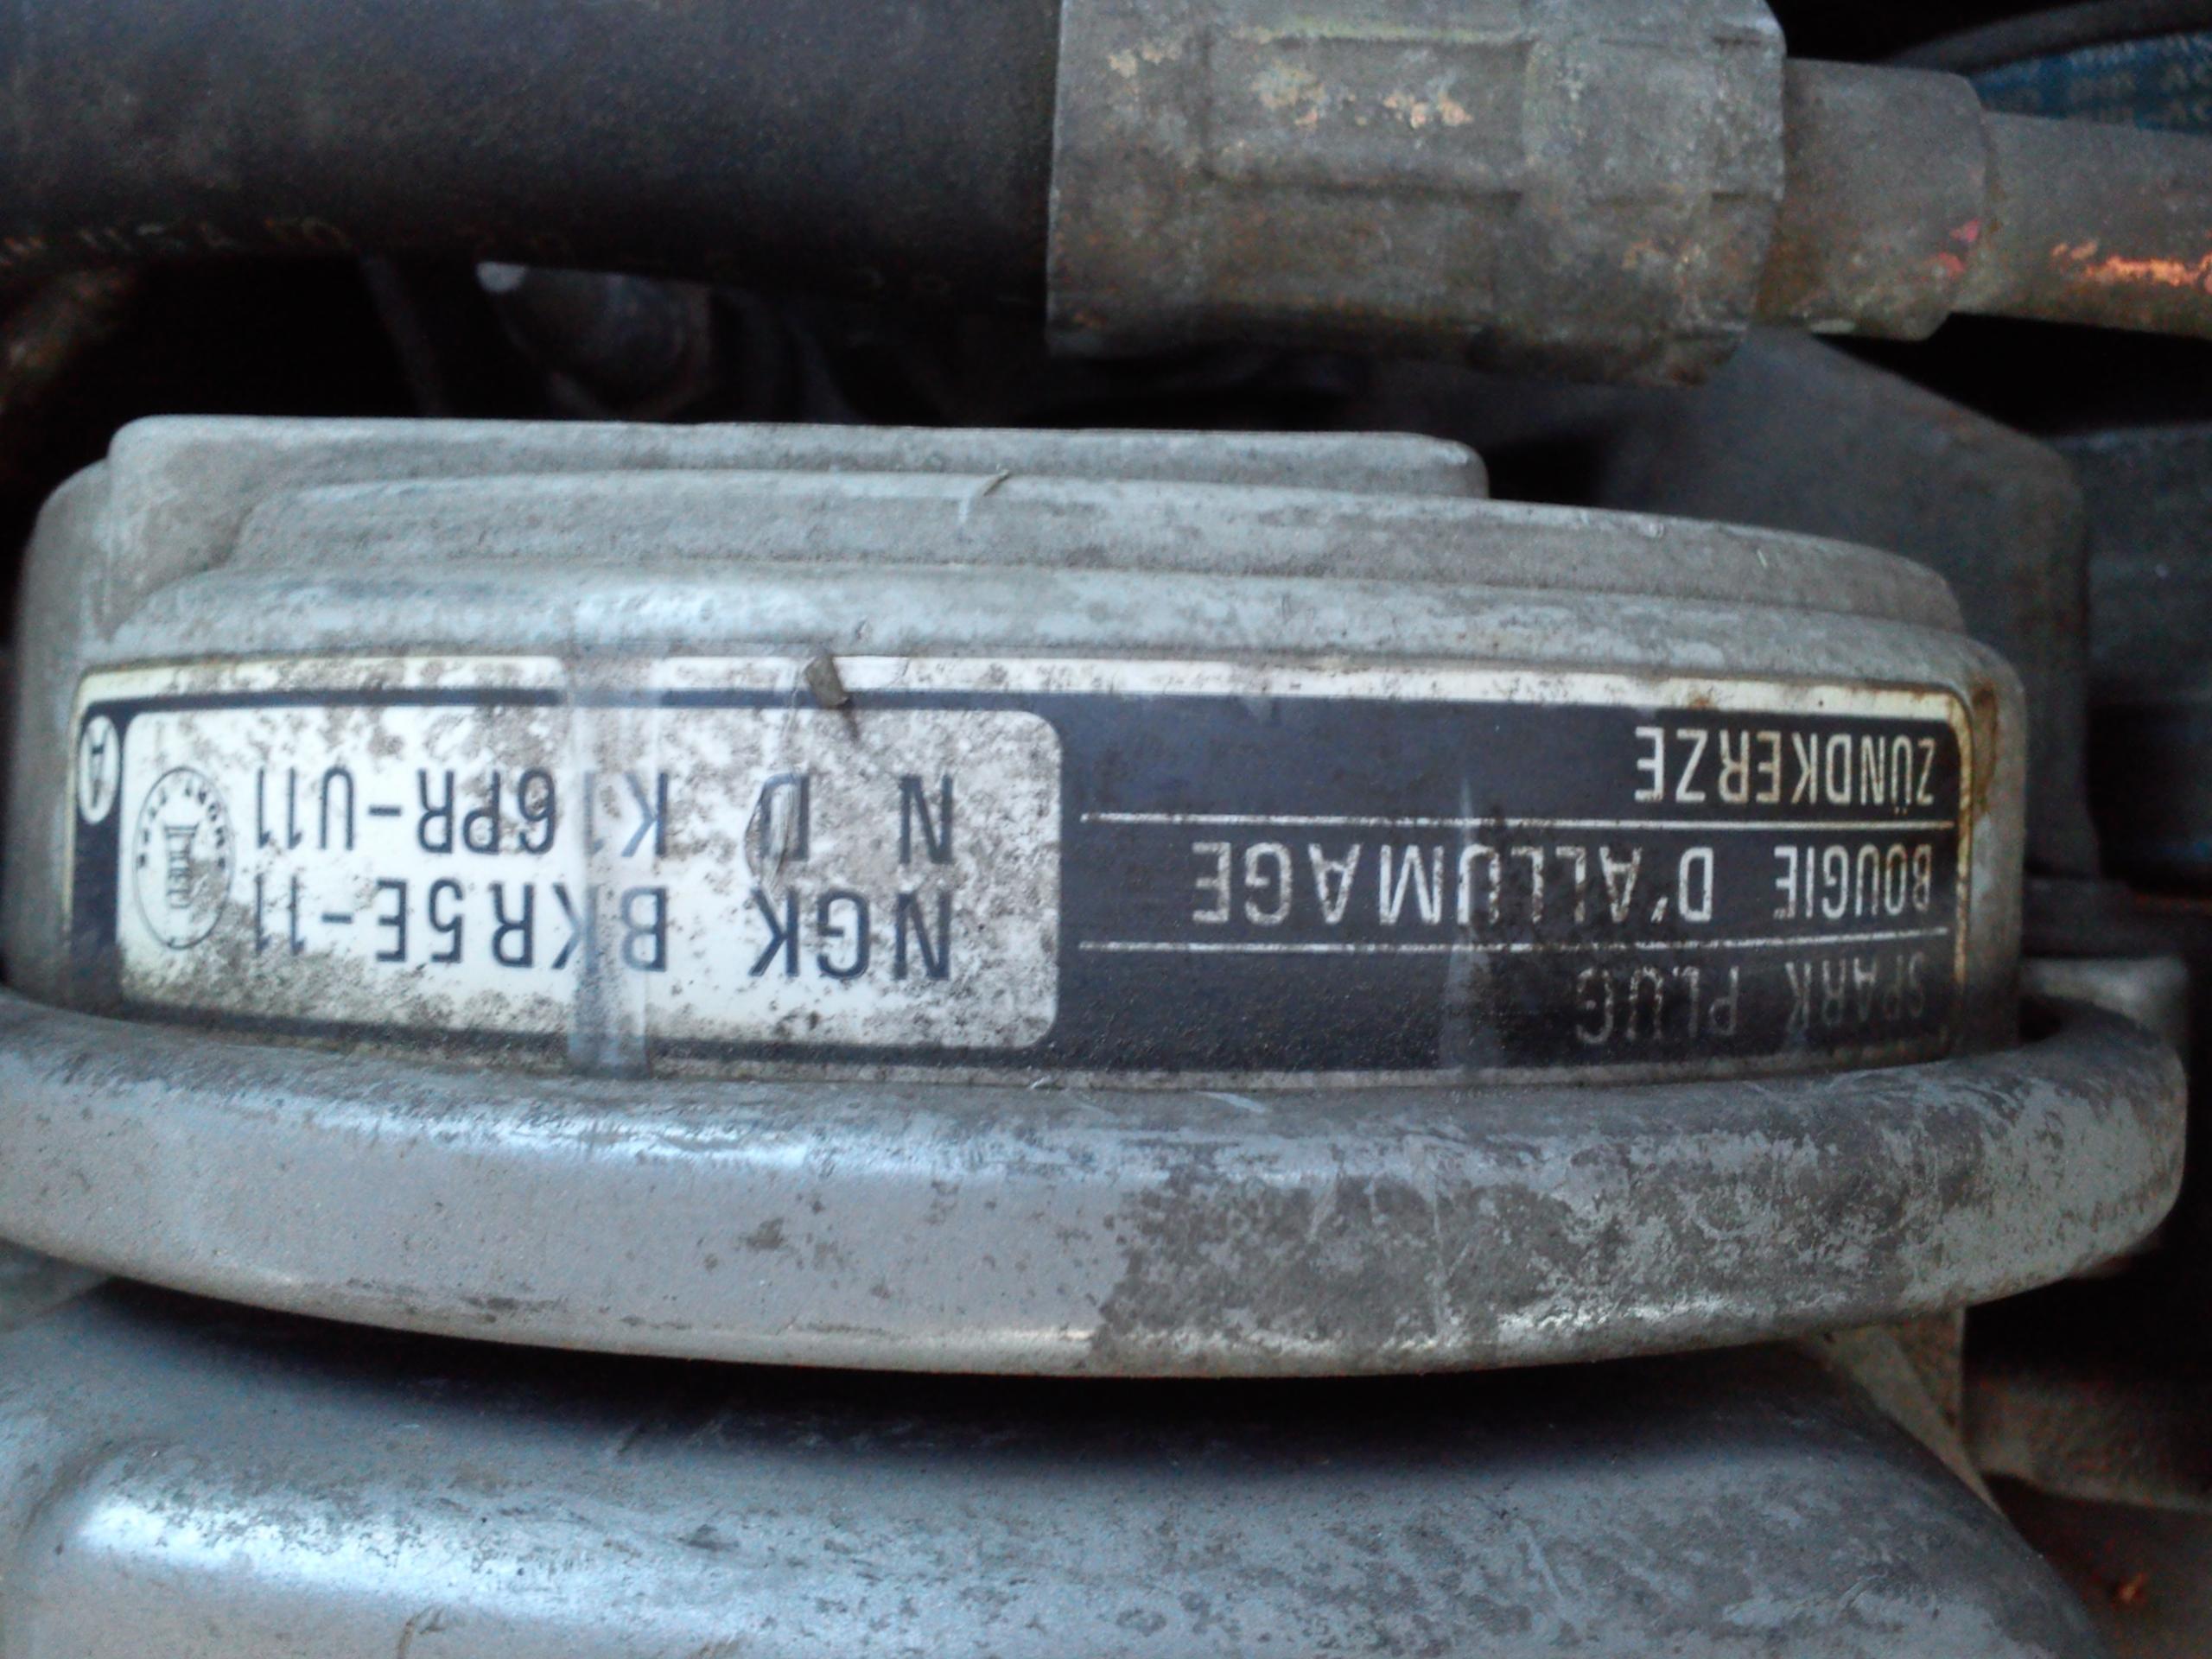 SPARK PLUG
BOUGIE D'ALLUMAGE
ZÜNDKERZE
NGK BKR5E-11
N D K16PR-U11
A